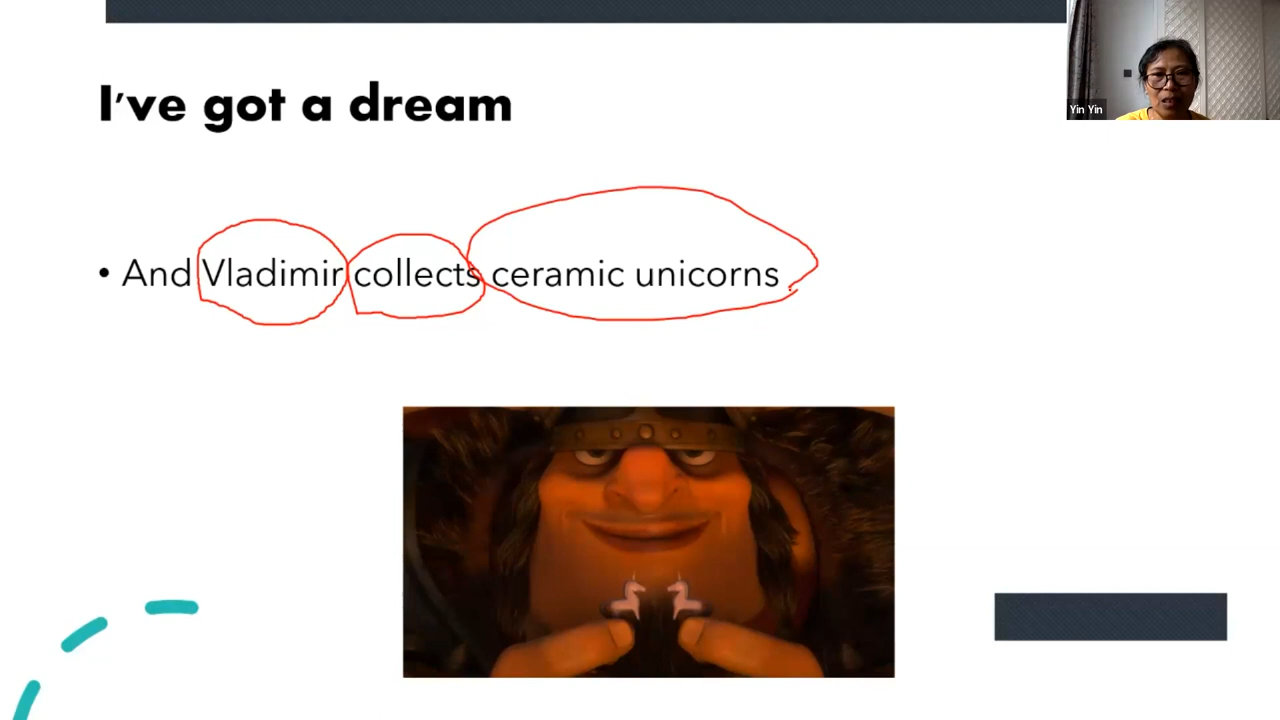 I've got a dream
Yin Yin
• And Vladimir collects ceramic unicorns